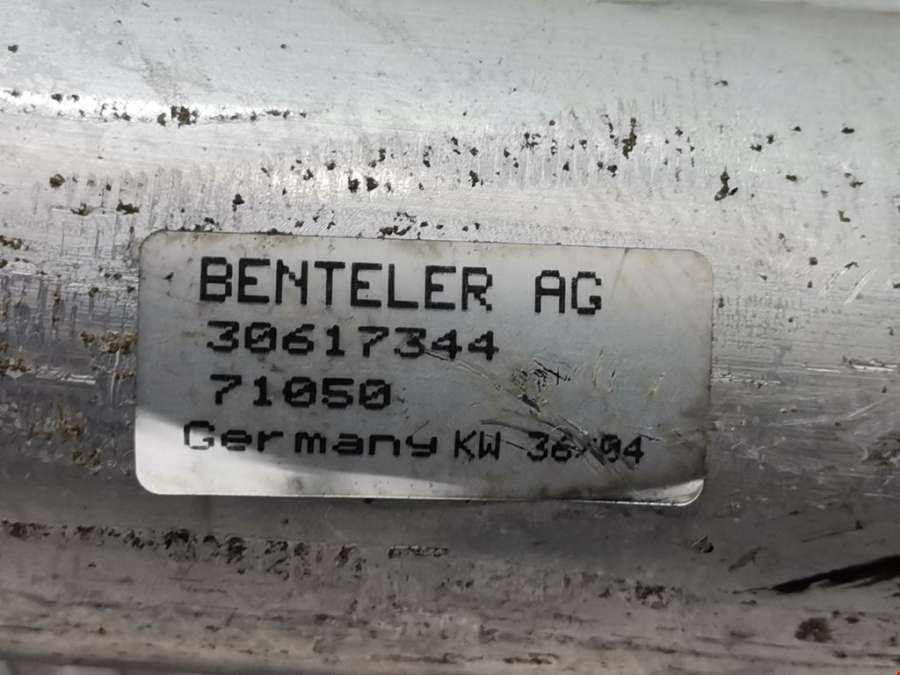 BENTELER AG
30617344
71050
Germany KW 36/04